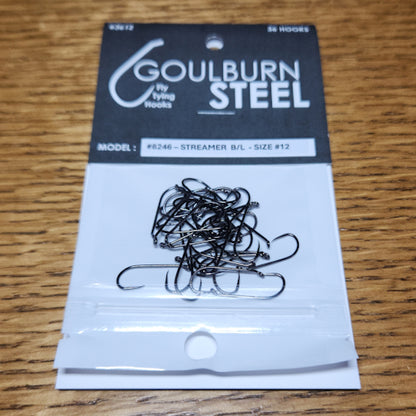 63612
36 HOOKS
GOULBURN
Fly
Tying
Hooks
STEEL
MODEL :
#8246 – STREAMER B/L - SIZE #12